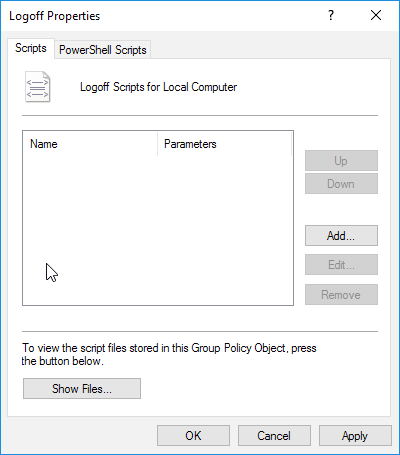 Logoff Properties
Scripts
PowerShell Scripts
Logoff Scripts for Local Computer
Name
Parameters
Up
Down
Add...
Edit...
Remove
To view the script files stored in this Group Policy Object, press
the button below.
Show Files...
OK
Cancel
Apply